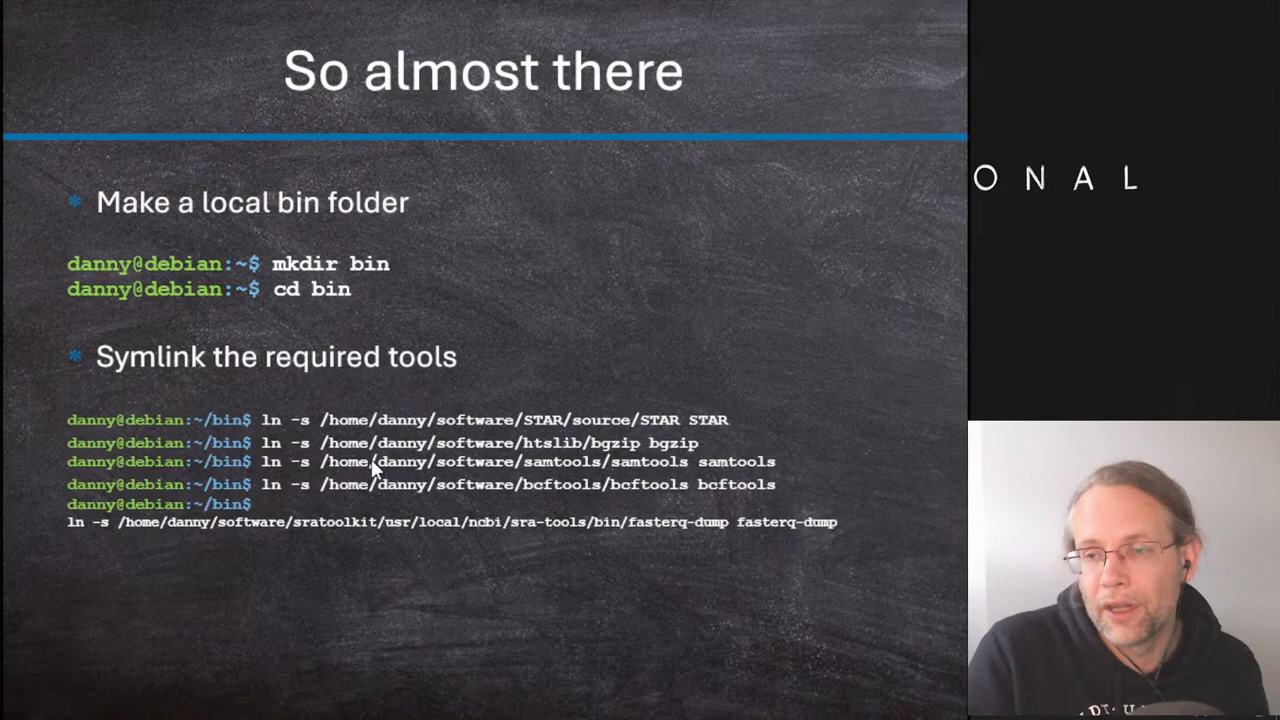 So almost there
* Make a local bin folder
danny@debian:~$ mkdir bin
danny@debian:~$ cd bin
* Symlink the required tools
danny@debian:~/bin$ ln -s /home/danny/software/STAR/source/STAR STAR
danny@debian:~/bin$ ln -s /home/danny/software/htslib/bgzip bgzip
danny@debian:~/bin$ ln -s /home/danny/software/samtools/samtools samtools
danny@debian:~/bin$ ln -s /home/danny/software/bcftools/bcftools bcftools
danny@debian:~/bin$
ln -s /home/danny/software/sratoolkit/usr/local/ncbi/sra-tools/bin/fasterq-dump fasterq-dump
O N A L